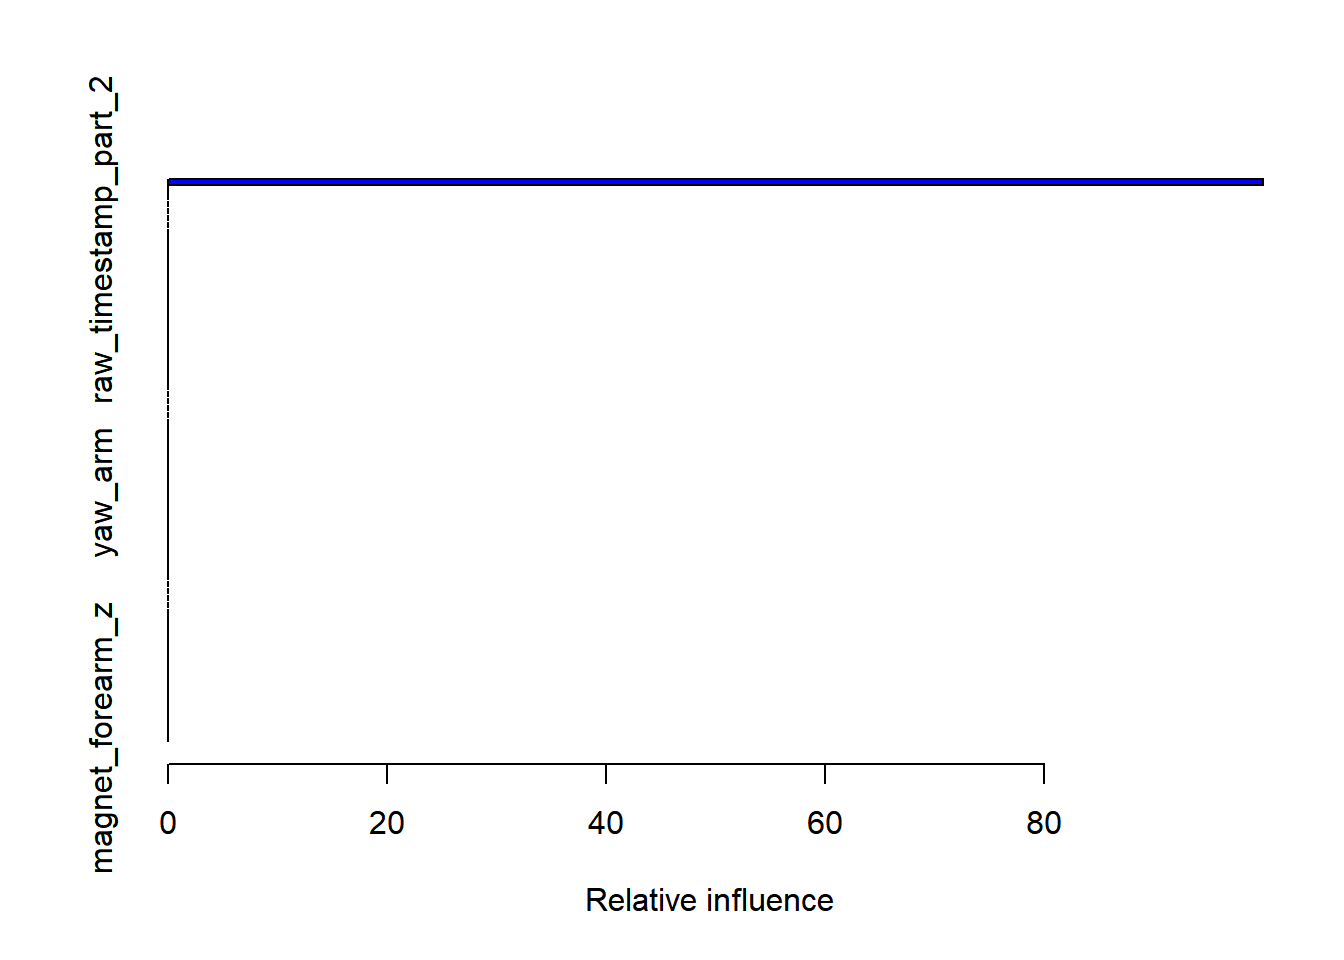 raw_timestamp_part_2
yaw_arm
magnet_forearm_z
0 20 40 60 80
Relative influence